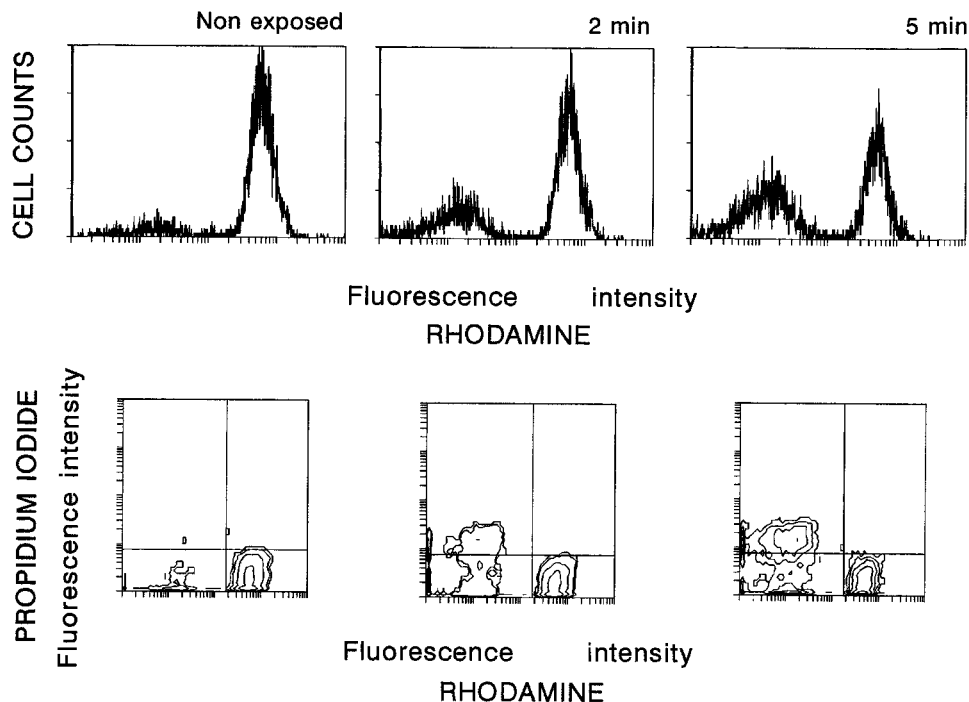 Non exposed
2 min
5 min
CELL COUNTS
Fluorescence intensity
RHODAMINE
PROPIDIUM IODIDE
Fluorescence intensity
Fluorescence intensity
RHODAMINE